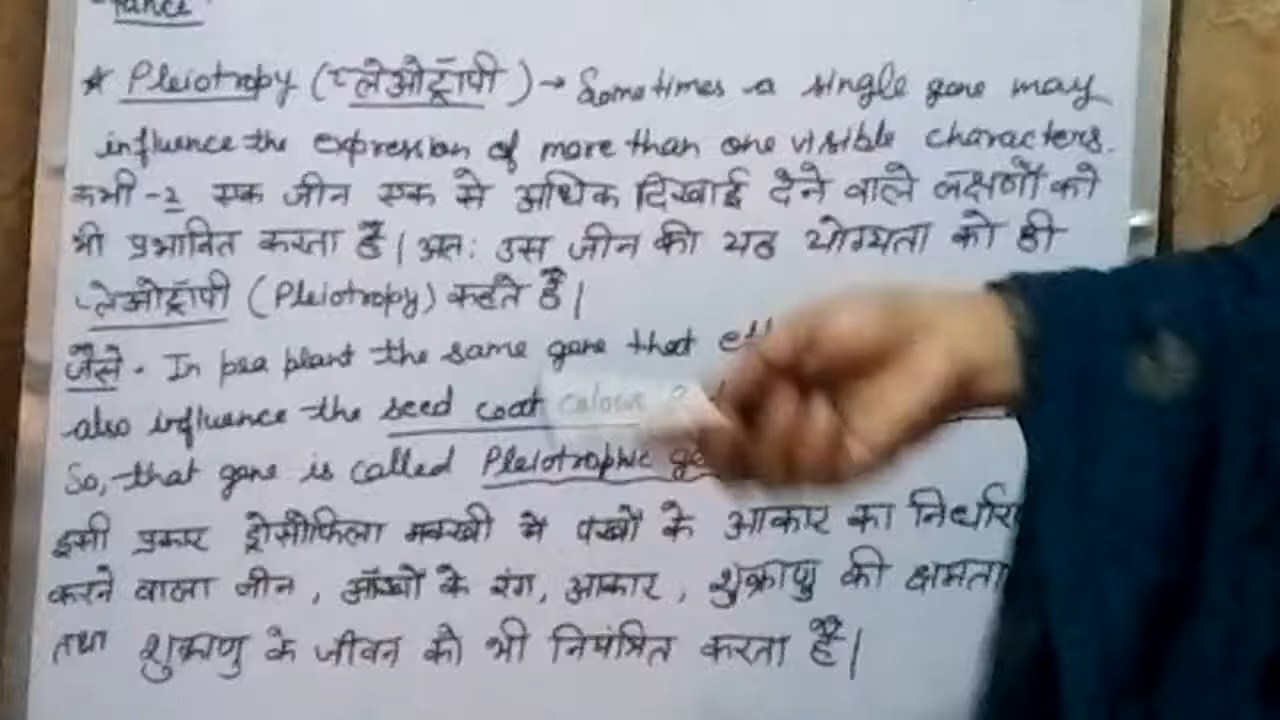 * Pleiotropy (प्लेओट्रॉपी) → Sometimes a single gene may
influence the expression of more than one visible characters.
कभी-2 एक जीन एक से अधिक दिखाई देने वाले लक्षणों को
भी प्रभावित करता है। अतः उस जीन की यह योग्यता को ही
प्लेओट्रॉपी (Pleiotropy) कहते हैं।
जैसे - In pea plant the same gene that
also influence the seed coat colour
So, that gene is called Pleiotrophic
इसी प्रकार ड्रोसोफिला मक्खी में पंखों के आकार का
करने वाला जीन, आँखों के रंग, आकार, शुक्राणु की क्षमता
तथा शुक्राणु के जीवन को भी नियंत्रित करता है।